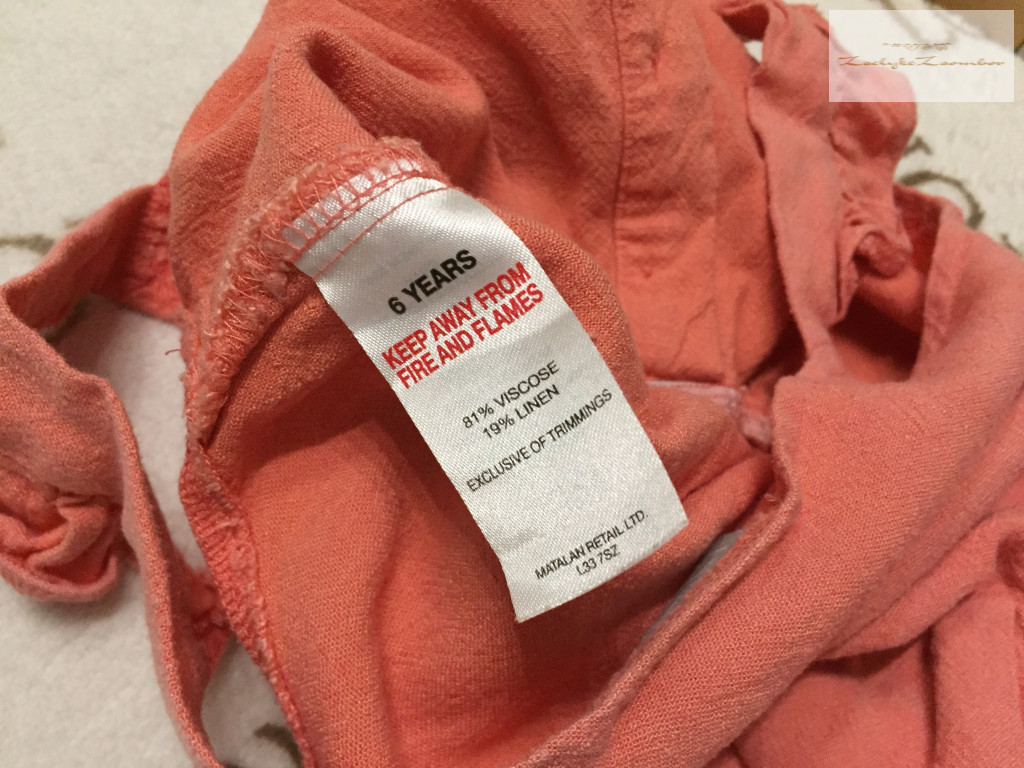 6 YEARS
KEEP AWAY FROM
FIRE AND FLAMES
81% VISCOSE
19% LINEN
EXCLUSIVE OF TRIMMINGS
MATALAN RETAIL LTD.
L33 7SZ